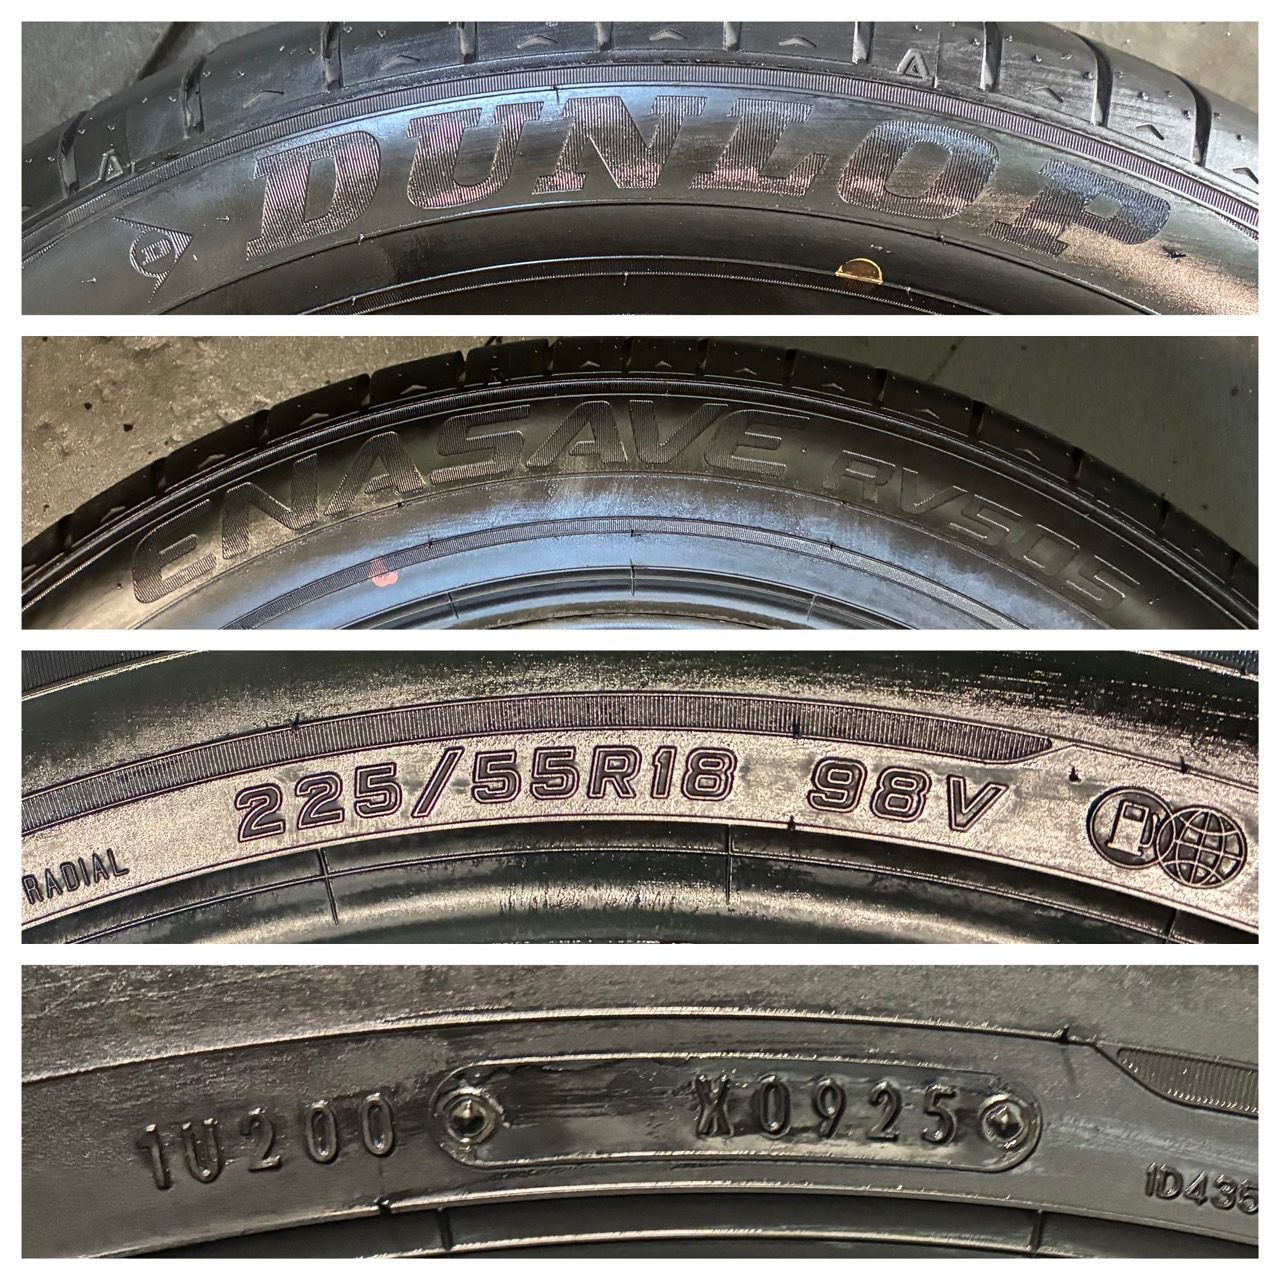 DUNLOP
ENASAVE RV505
RADIAL 225/55R18 98V
1U200 X0925
1D435